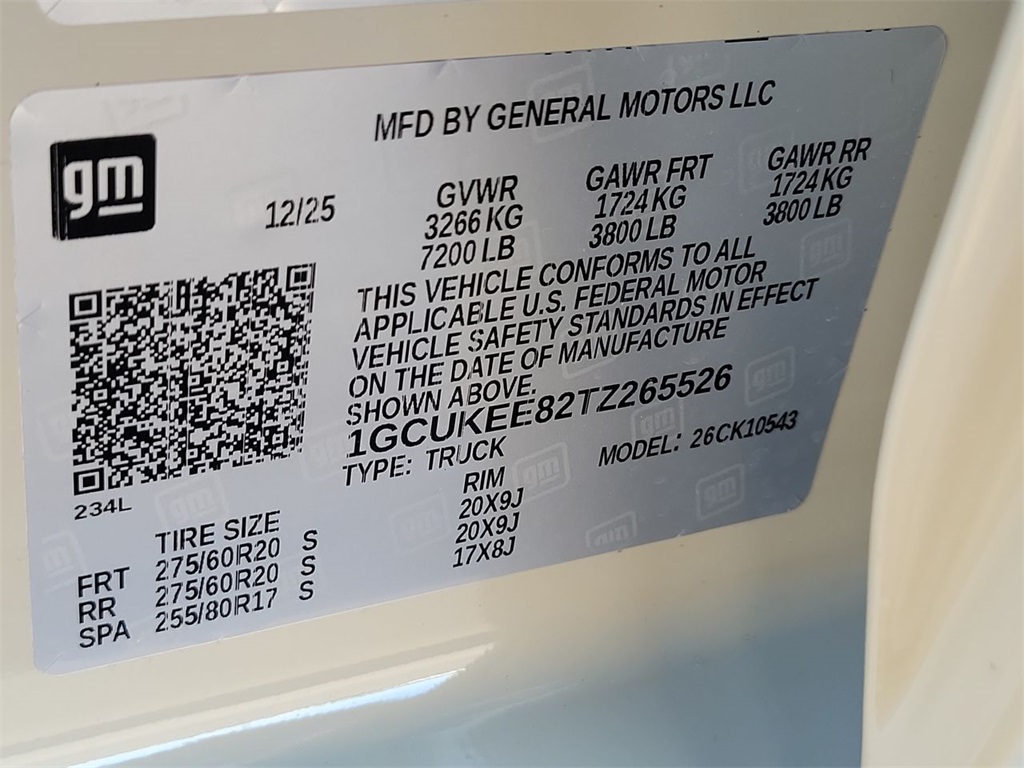 MFD BY GENERAL MOTORS LLC
gm
12/25
GVWR
3266 KG
7200 LB
GAWR FRT
1724 KG
3800 LB
GAWR RR
1724 KG
3800 LB
THIS VEHICLE CONFORMS TO ALL
APPLICABLE U.S. FEDERAL MOTOR
VEHICLE SAFETY STANDARDS IN EFFECT
ON THE DATE OF MANUFACTURE
SHOWN ABOVE.
1GCUKEE82TZ265526
TYPE: TRUCK
MODEL: 26CK10543
234L
TIRE SIZE
RIM
FRT 275/60R20 S 20X9J
RR 275/60R20 S 20X9J
SPA 255/80R17 S 17X8J